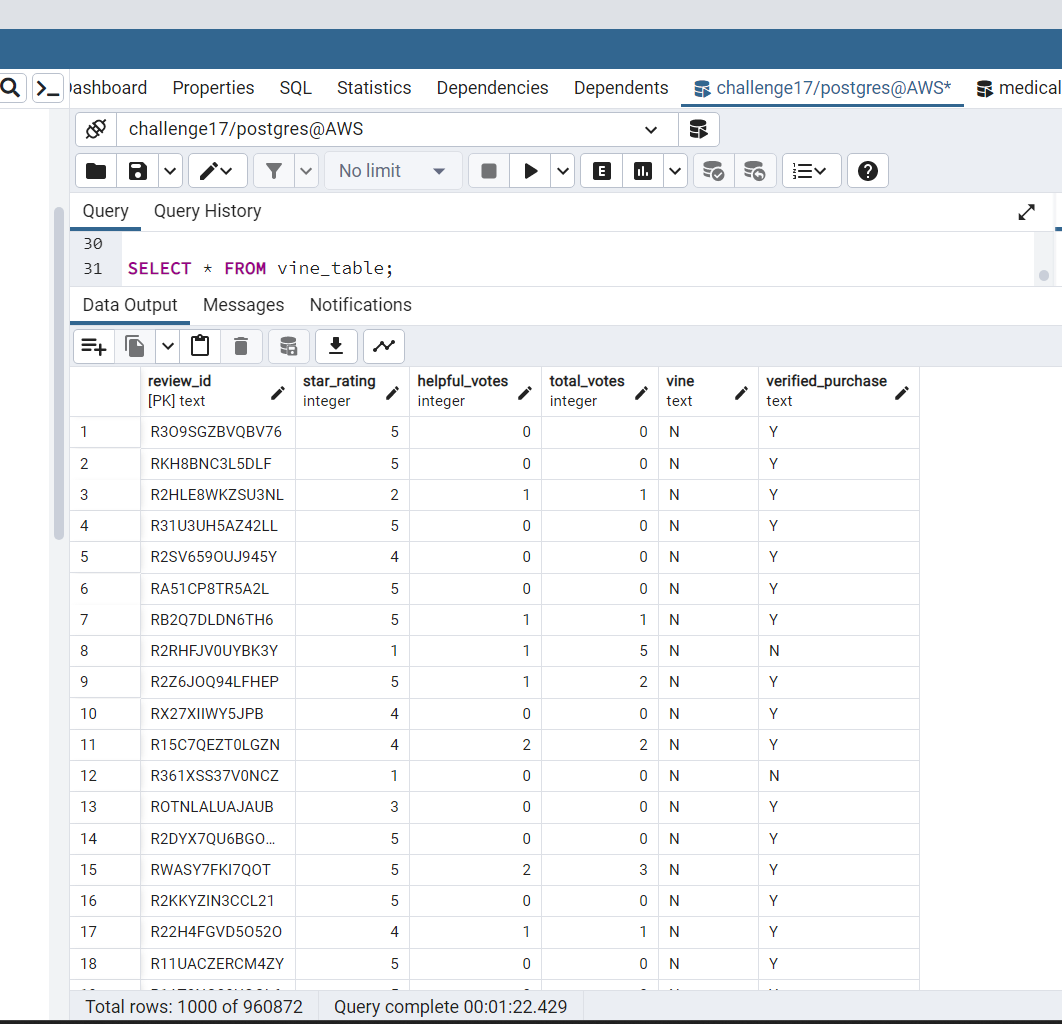 Dashboard Properties SQL Statistics Dependencies Dependents challenge17/postgres@AWS* medical
challenge17/postgres@AWS
No limit E
Query Query History
30
31 SELECT * FROM vine_table;
Data Output Messages Notifications
review_id star_rating helpful_votes total_votes vine verified_purchase
[PK] text integer integer integer text text
1 R3O9SGZBVQBV76 5 0 0 N Y
2 RKH8BNC3L5DLF 5 0 0 N Y
3 R2HLE8WKZSU3NL 2 1 1 N Y
4 R31U3UH5AZ42LL 5 0 0 N Y
5 R2SV659OUJ945Y 4 0 0 N Y
6 RA51CP8TR5A2L 5 0 0 N Y
7 RB2Q7DLDN6TH6 5 1 1 N Y
8 R2RHFJV0UYBK3Y 1 1 5 N N
9 R2Z6JOQ94LFHEP 5 1 2 N Y
10 RX27XIIWY5JPB 4 0 0 N Y
11 R15C7QEZT0LGZN 4 2 2 N Y
12 R361XSS37V0NCZ 1 0 0 N N
13 ROTNLALUAJAUB 3 0 0 N Y
14 R2DYX7QU6BGO... 5 0 0 N Y
15 RWASY7FKI7QOT 5 2 3 N Y
16 R2KKYZIN3CCL21 5 0 0 N Y
17 R22H4FGVD5O52O 4 1 1 N Y
18 R11UACZERCM4ZY 5 0 0 N Y
Total rows: 1000 of 960872 Query complete 00:01:22.429